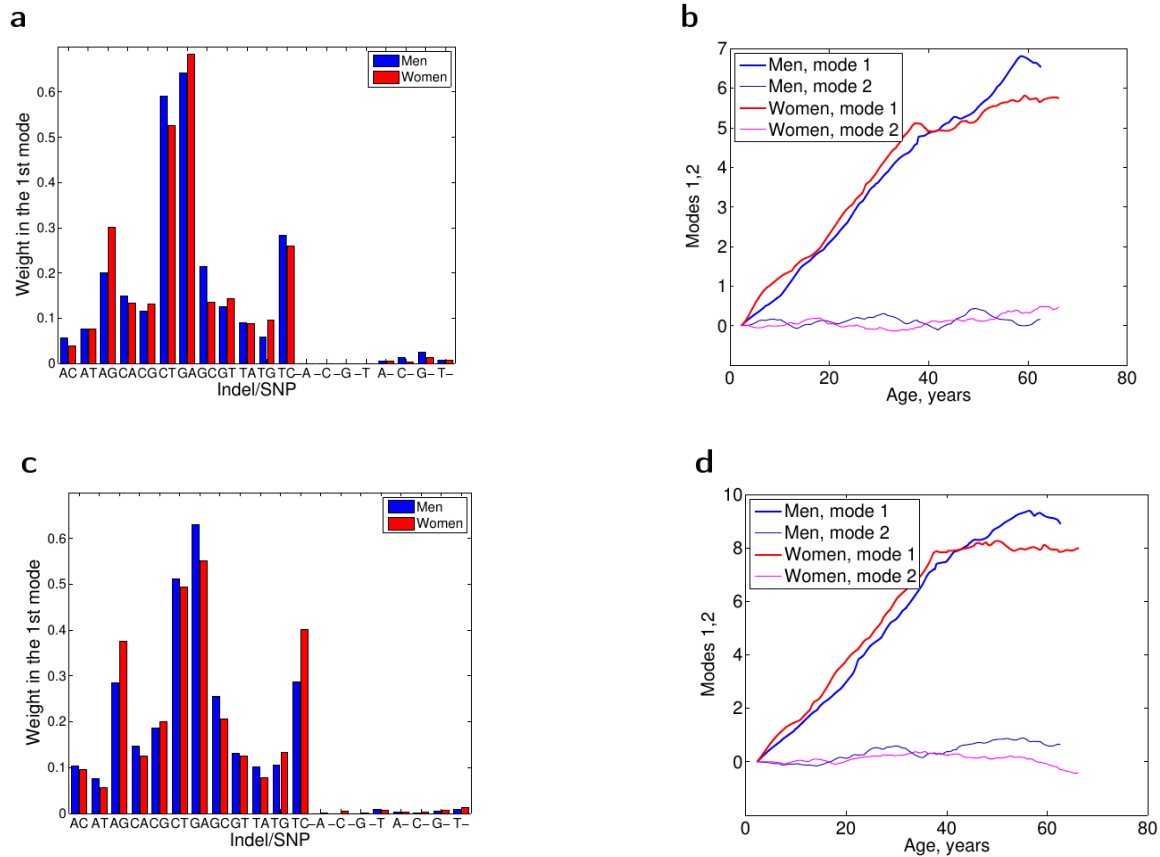 a
Weight in the 1st mode
0.6
0.5
0.4
0.3
0.2
0.1
0
Men
Women
AC AT AG CA CG CT GA GC GT TA TG TC –A –C –G –T A– C– G– T–
Indel/SNP
b
Modes 1,2
7
6
5
4
3
2
1
0
Men, mode 1
Men, mode 2
Women, mode 1
Women, mode 2
0 20 40 60 80
Age, years
c
Weight in the 1st mode
0.6
0.5
0.4
0.3
0.2
0.1
0
Men
Women
AC AT AG CA CG CT GA GC GT TA TG TC –A –C –G –T A– C– G– T–
Indel/SNP
d
Modes 1,2
10
8
6
4
2
0
Men, mode 1
Men, mode 2
Women, mode 1
Women, mode 2
0 20 40 60 80
Age, years